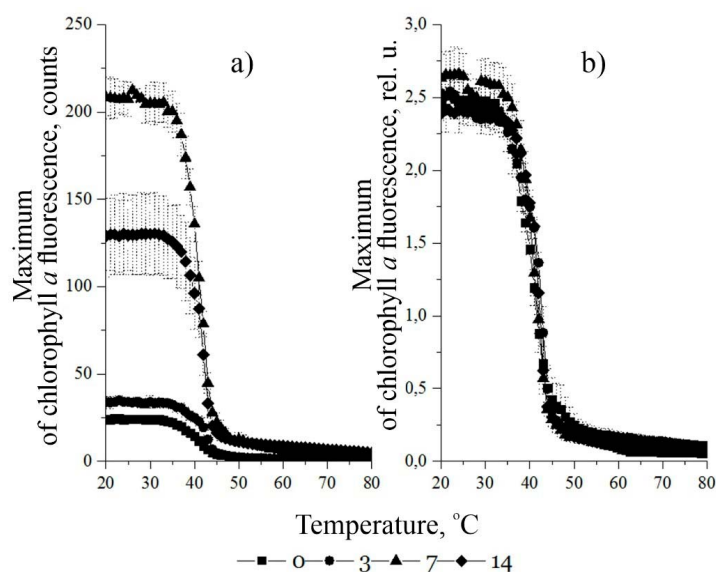 a)
Maximum
of chlorophyll a fluorescence, counts
250
200
150
100
50
0
20 30 40 50 60 70 80
b)
Maximum
of chlorophyll a fluorescence, rel. u.
3,0
2,5
2,0
1,5
1,0
0,5
0,0
20 30 40 50 60 70 80
Temperature, °C
0 3 7 14